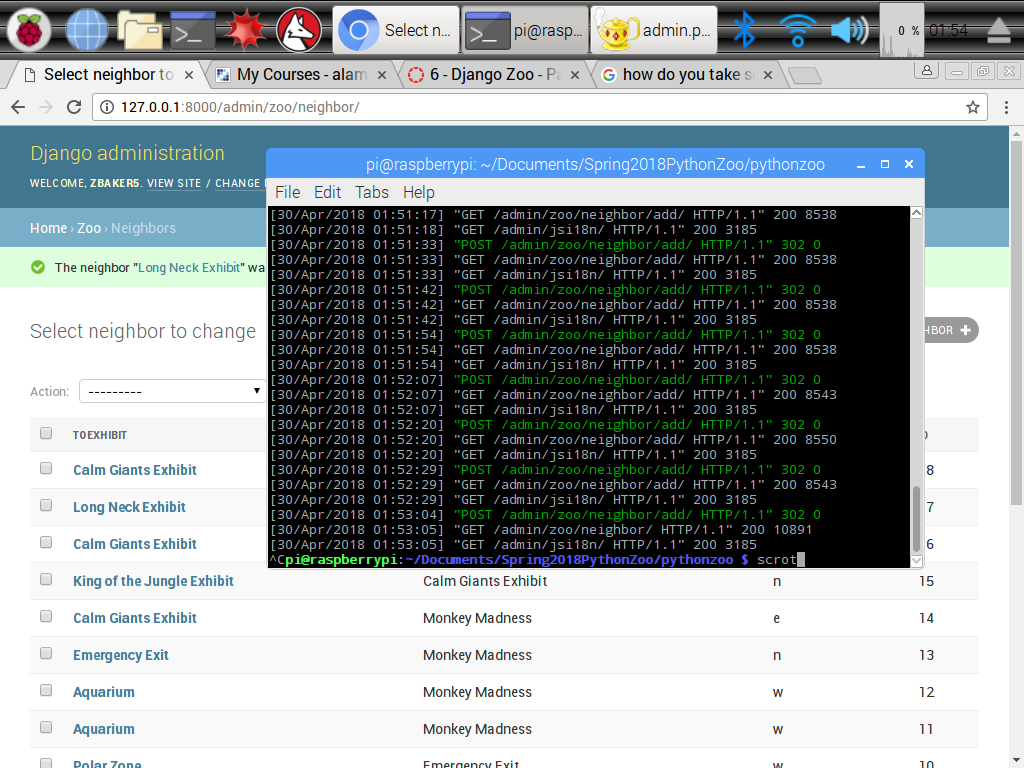 Select n...
pi@rasp...
admin.p...
0 %
01:54
Select neighbor to
My Courses - alam
6 - Django Zoo - Pa
how do you take s
127.0.0.1:8000/admin/zoo/neighbor/
Django administration
WELCOME, ZBAKER5. VIEW SITE / CHANGE
Home › Zoo › Neighbors
The neighbor "Long Neck Exhibit" wa
Select neighbor to change
HBOR +
Action: ---------
TOEXHIBIT
Calm Giants Exhibit 8
Long Neck Exhibit 7
Calm Giants Exhibit 6
King of the Jungle Exhibit Calm Giants Exhibit n 15
Calm Giants Exhibit Monkey Madness e 14
Emergency Exit Monkey Madness n 13
Aquarium Monkey Madness w 12
Aquarium Monkey Madness w 11
Polar Zone Emergency Exit w 10
pi@raspberrypi: ~/Documents/Spring2018PythonZoo/pythonzoo
File Edit Tabs Help
[30/Apr/2018 01:51:17] "GET /admin/zoo/neighbor/add/ HTTP/1.1" 200 8538
[30/Apr/2018 01:51:18] "GET /admin/jsi18n/ HTTP/1.1" 200 3185
[30/Apr/2018 01:51:33] "POST /admin/zoo/neighbor/add/ HTTP/1.1" 302 0
[30/Apr/2018 01:51:33] "GET /admin/zoo/neighbor/add/ HTTP/1.1" 200 8538
[30/Apr/2018 01:51:33] "GET /admin/jsi18n/ HTTP/1.1" 200 3185
[30/Apr/2018 01:51:42] "POST /admin/zoo/neighbor/add/ HTTP/1.1" 302 0
[30/Apr/2018 01:51:42] "GET /admin/zoo/neighbor/add/ HTTP/1.1" 200 8538
[30/Apr/2018 01:51:42] "GET /admin/jsi18n/ HTTP/1.1" 200 3185
[30/Apr/2018 01:51:54] "POST /admin/zoo/neighbor/add/ HTTP/1.1" 302 0
[30/Apr/2018 01:51:54] "GET /admin/zoo/neighbor/add/ HTTP/1.1" 200 8538
[30/Apr/2018 01:51:54] "GET /admin/jsi18n/ HTTP/1.1" 200 3185
[30/Apr/2018 01:52:07] "POST /admin/zoo/neighbor/add/ HTTP/1.1" 302 0
[30/Apr/2018 01:52:07] "GET /admin/zoo/neighbor/add/ HTTP/1.1" 200 8543
[30/Apr/2018 01:52:07] "GET /admin/jsi18n/ HTTP/1.1" 200 3185
[30/Apr/2018 01:52:20] "POST /admin/zoo/neighbor/add/ HTTP/1.1" 302 0
[30/Apr/2018 01:52:20] "GET /admin/zoo/neighbor/add/ HTTP/1.1" 200 8550
[30/Apr/2018 01:52:20] "GET /admin/jsi18n/ HTTP/1.1" 200 3185
[30/Apr/2018 01:52:29] "POST /admin/zoo/neighbor/add/ HTTP/1.1" 302 0
[30/Apr/2018 01:52:29] "GET /admin/zoo/neighbor/add/ HTTP/1.1" 200 8543
[30/Apr/2018 01:52:29] "GET /admin/jsi18n/ HTTP/1.1" 200 3185
[30/Apr/2018 01:53:04] "POST /admin/zoo/neighbor/add/ HTTP/1.1" 302 0
[30/Apr/2018 01:53:05] "GET /admin/zoo/neighbor/ HTTP/1.1" 200 10891
[30/Apr/2018 01:53:05] "GET /admin/jsi18n/ HTTP/1.1" 200 3185
^Cpi@raspberrypi:~/Documents/Spring2018PythonZoo/pythonzoo $ scrot